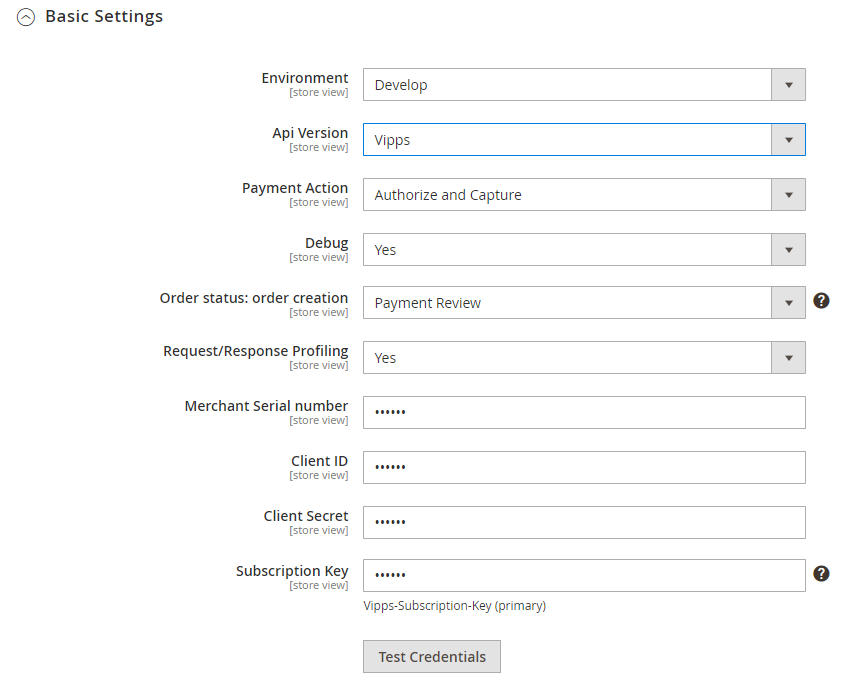 Basic Settings
Environment
[store view]
Develop
Api Version
[store view]
Vipps
Payment Action
[store view]
Authorize and Capture
Debug
[store view]
Yes
Order status: order creation
[store view]
Payment Review
?
Request/Response Profiling
[store view]
Yes
Merchant Serial number
[store view]
••••••
Client ID
[store view]
••••••
Client Secret
[store view]
••••••
Subscription Key
[store view]
••••••
?
Vipps-Subscription-Key (primary)
Test Credentials